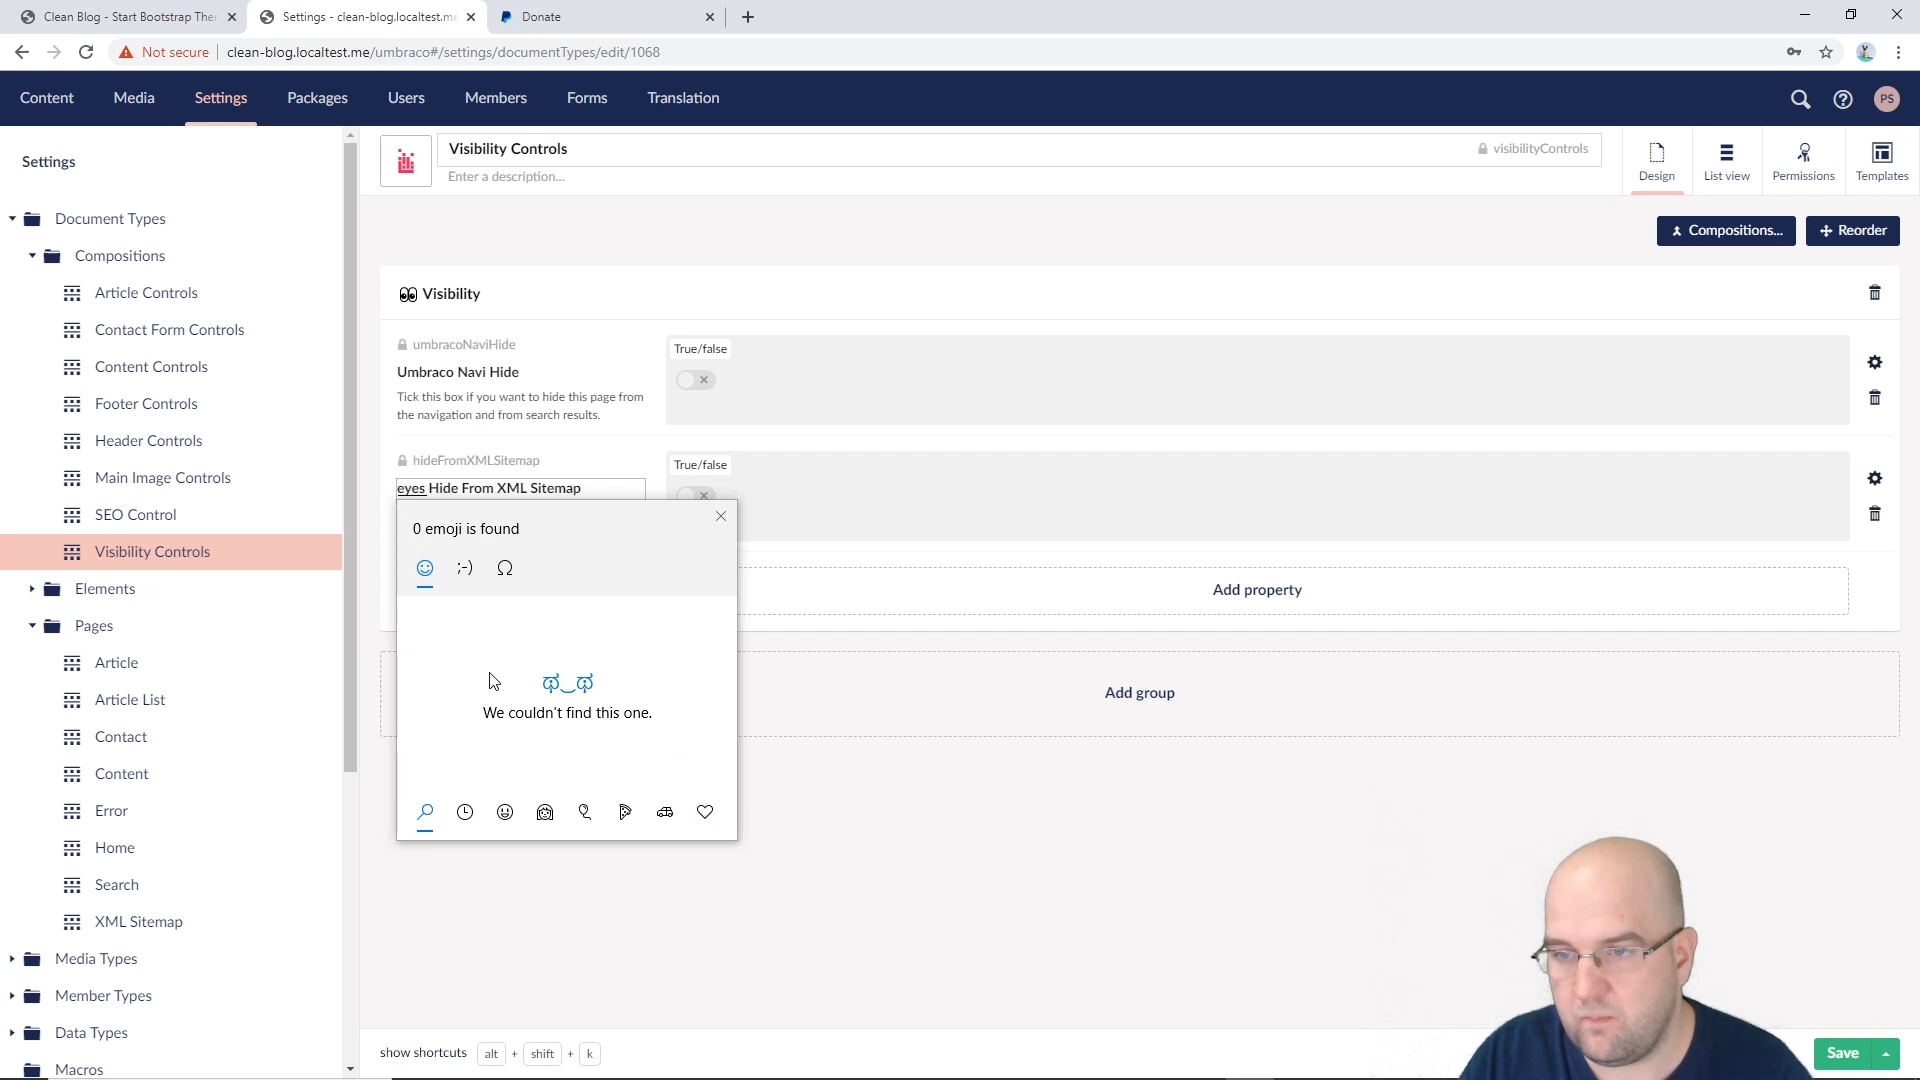 Clean Blog - Start Bootstrap Ther
Settings - clean-blog.localtest.me
Donate
Not secure
clean-blog.localtest.me/umbraco#/settings/documentTypes/edit/1068
Content
Media
Settings
Packages
Users
Members
Forms
Translation
PS
Settings
Visibility Controls
visibilityControls
Enter a description...
Design
List view
Permissions
Templates
Document Types
Compositions
Article Controls
Contact Form Controls
Content Controls
Footer Controls
Header Controls
Main Image Controls
SEO Control
Visibility Controls
Elements
Pages
Article
Article List
Contact
Content
Error
Home
Search
XML Sitemap
Media Types
Member Types
Data Types
Macros
Compositions...
Reorder
👀 Visibility
umbracoNaviHide
Umbraco Navi Hide
Tick this box if you want to hide this page from
the navigation and from search results.
True/false
hideFromXMLSitemap
eyes Hide From XML Sitemap
True/false
0 emoji is found
;-) Ω
ಥ‿ಥ
We couldn't find this one.
Add property
Add group
show shortcuts alt + shift + k
Save